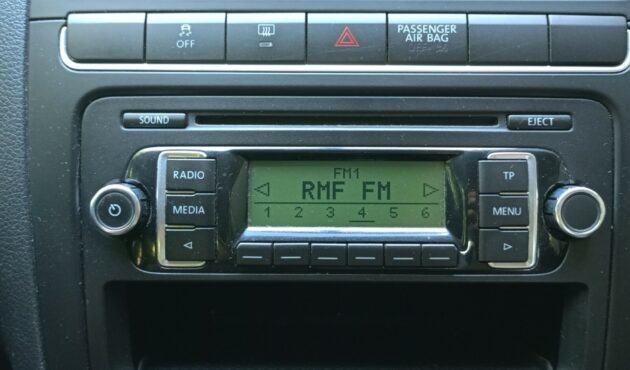 OFF
PASSENGER
AIR BAG
SOUND
EJECT
RADIO
FM1
TP
RMF FM
MEDIA
MENU
1 2 3 4 5 6